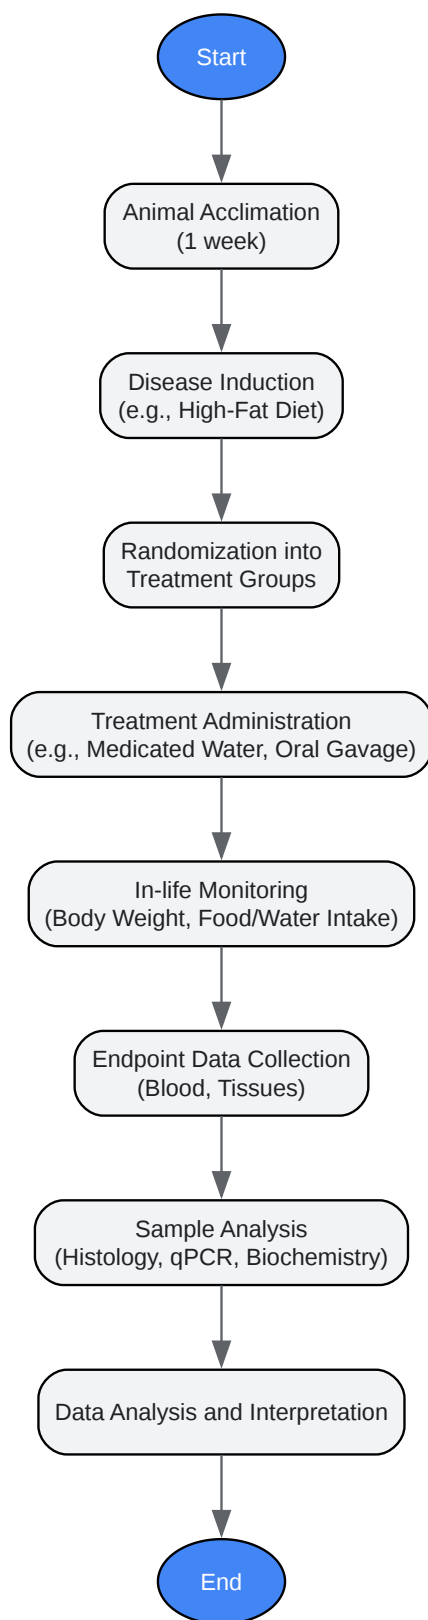 Start
Animal Acclimation
(1 week)
Disease Induction
(e.g., High-Fat Diet)
Randomization into
Treatment Groups
Treatment Administration
(e.g., Medicated Water, Oral Gavage)
In-life Monitoring
(Body Weight, Food/Water Intake)
Endpoint Data Collection
(Blood, Tissues)
Sample Analysis
(Histology, qPCR, Biochemistry)
Data Analysis and Interpretation
End